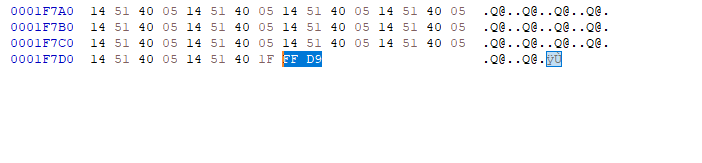 0001F7A0 14 51 40 05 14 51 40 05 14 51 40 05 14 51 40 05 .Q@..Q@..Q@..Q@.
0001F7B0 14 51 40 05 14 51 40 05 14 51 40 05 14 51 40 05 .Q@..Q@..Q@..Q@.
0001F7C0 14 51 40 05 14 51 40 05 14 51 40 05 14 51 40 05 .Q@..Q@..Q@..Q@.
0001F7D0 14 51 40 05 14 51 40 1F FF D9 .Q@..Q@.ÿÙ